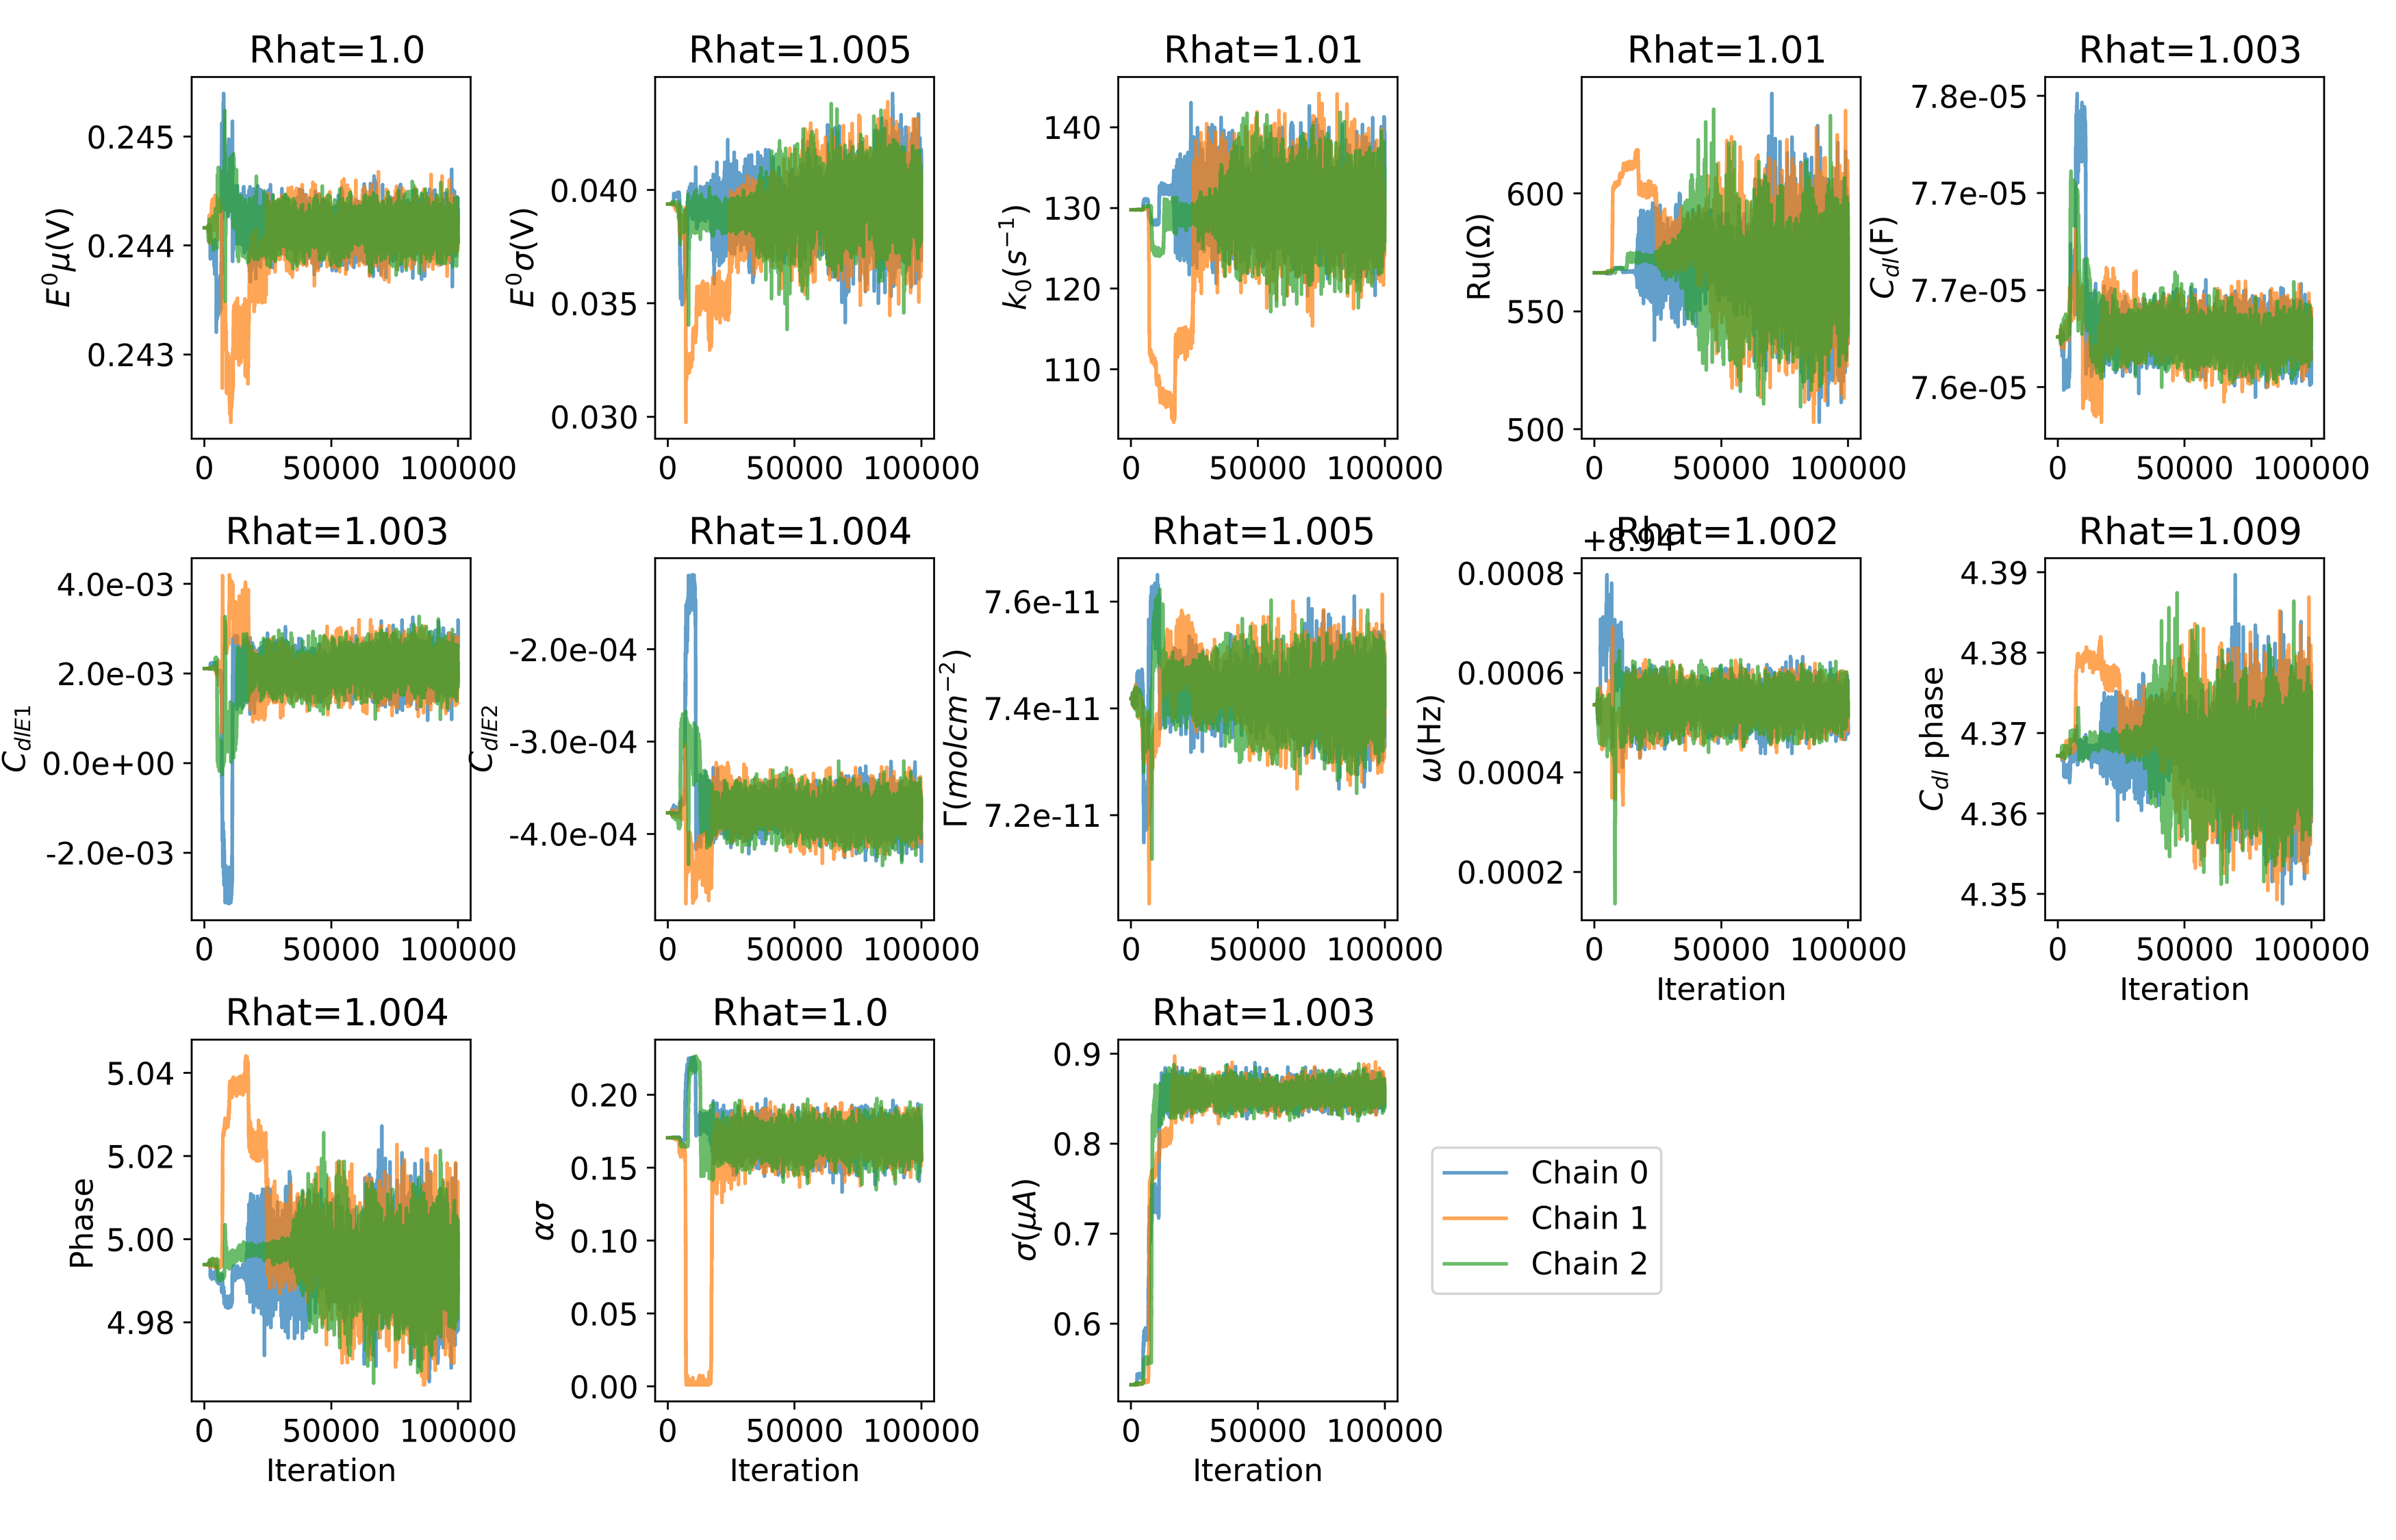 Rhat=1.0 Rhat=1.005 Rhat=1.01 Rhat=1.01 Rhat=1.003
0.245
0.244
0.243
E⁰μ(V)
0 50000 100000
0.040
0.035
0.030
E⁰σ(V)
0 50000 100000
140
130
120
110
k₀(s⁻¹)
0 50000 100000
600
550
500
Ru(Ω)
0 50000 100000
7.8e-05
7.7e-05
7.7e-05
7.6e-05
C_dl(F)
0 50000 100000
Rhat=1.003 Rhat=1.004 Rhat=1.005 Rhat=1.002 Rhat=1.009
4.0e-03
2.0e-03
0.0e+00
-2.0e-03
C_dlE1
0 50000 100000
-2.0e-04
-3.0e-04
-4.0e-04
C_dlE2
0 50000 100000
7.6e-11
7.4e-11
7.2e-11
Γ(molcm⁻²)
0 50000 100000
+8.94
0.0008
0.0006
0.0004
0.0002
ω(Hz)
0 50000 100000
Iteration
4.39
4.38
4.37
4.36
4.35
C_dl phase
0 50000 100000
Iteration
Rhat=1.004 Rhat=1.0 Rhat=1.003
5.04
5.02
5.00
4.98
Phase
0 50000 100000
Iteration
0.20
0.15
0.10
0.05
0.00
ασ
0 50000 100000
Iteration
0.9
0.8
0.7
0.6
σ(μA)
0 50000 100000
Iteration
Chain 0
Chain 1
Chain 2